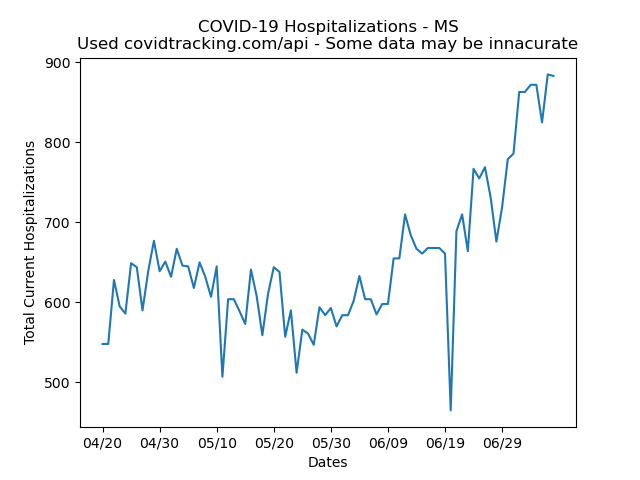 COVID-19 Hospitalizations - MS
Used covidtracking.com/api - Some data may be innacurate
Total Current Hospitalizations
900
800
700
600
500
04/20 04/30 05/10 05/20 05/30 06/09 06/19 06/29
Dates